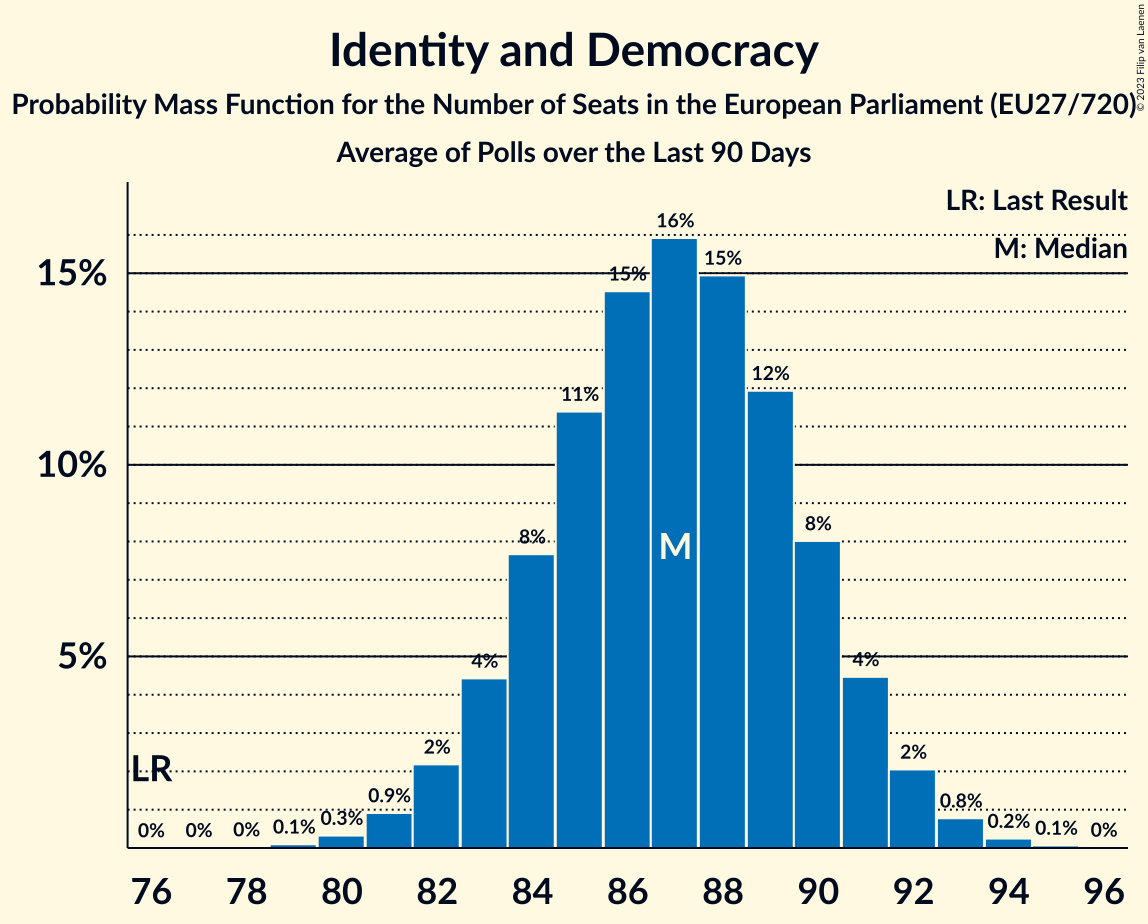 Identity and Democracy
Probability Mass Function for the Number of Seats in the European Parliament (EU27/720)
Average of Polls over the Last 90 Days
© 2023 Filip van Laenen
LR: Last Result
M: Median
16%
15%
15%
15%
12%
11%
10%
8%
8%
M
5%
4%
4%
2%
2%
LR
0.9%
0.8%
0.3%
0.2%
0%
0%
0%
0.1%
0.1%
0%
76 78 80 82 84 86 88 90 92 94 96